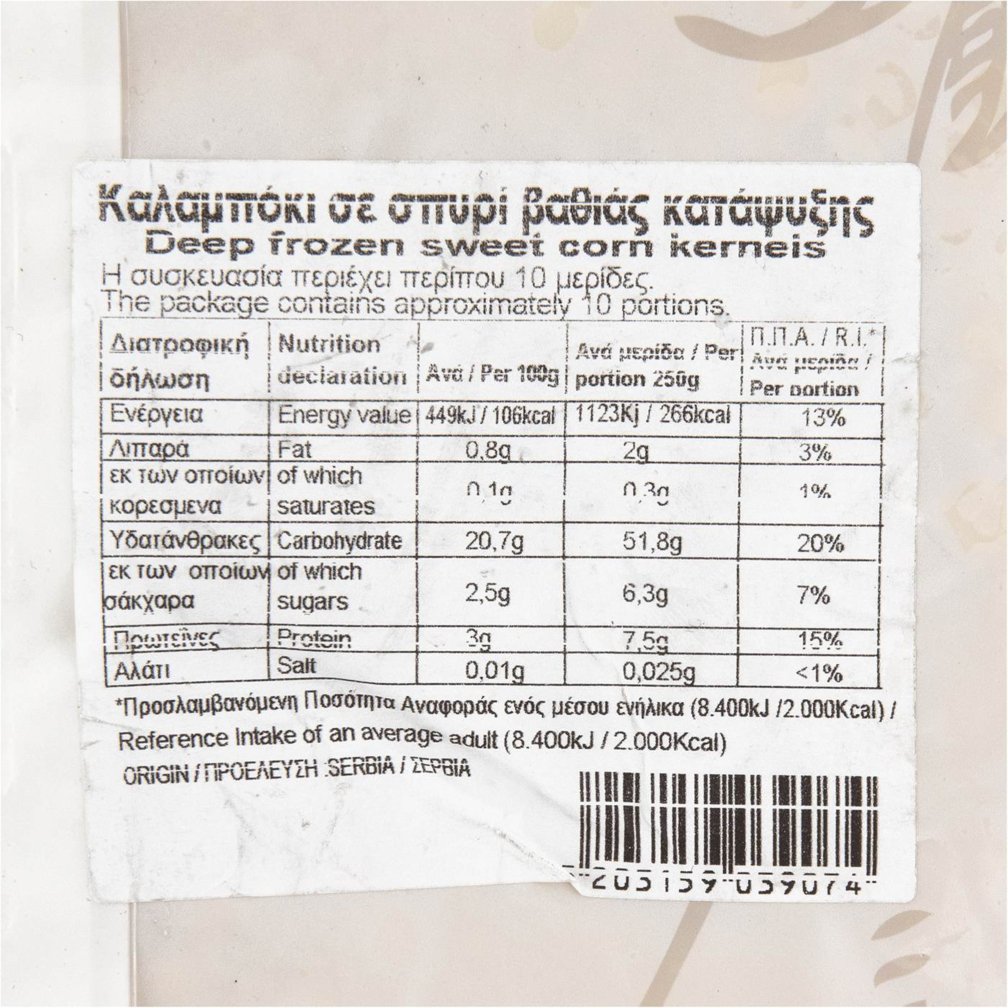 Καλαμπόκι σε σπυρί βαθιάς κατάψυξης
Deep frozen sweet corn kernels
Η συσκευασία περιέχει περίπου 10 μερίδες.
The package contains approximately 10 portions.
Διατροφική δήλωση Nutrition declaration Ανά / Per 100g Ανά μερίδα / Per portion 250g Π.Π.Α. / R.I.* Ανά μερίδα / Per portion
Ενέργεια Energy value 449kJ / 106kcal 1123Kj / 266kcal 13%
Λιπαρά Fat 0,8g 2g 3%
εκ των οποίων κορεσμενα of which saturates 0,1g 0,3g 1%
Υδατάνθρακες Carbohydrate 20,7g 51,8g 20%
εκ των οποίων σάκχαρα of which sugars 2,5g 6,3g 7%
Πρωτεΐνες Protein 3g 7,5g 15%
Αλάτι Salt 0,01g 0,025g <1%
*Προσλαμβανόμενη Ποσότητα Αναφοράς ενός μέσου ενήλικα (8.400kJ /2.000Kcal) /
Reference Intake of an average adult (8.400kJ / 2.000Kcal)
ORIGIN / ΠΡΟΕΛΕΥΣΗ :SERBIA / ΣΕΡΒΙΑ
5 203159 039074